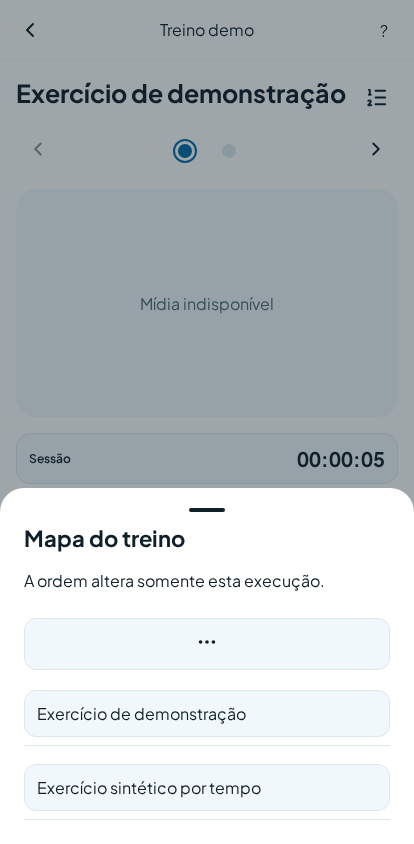 Treino demo
?
Exercício de demonstração
Mídia indisponível
Sessão
00:00:05
Mapa do treino
A ordem altera somente esta execução.
...
Exercício de demonstração
Exercício sintético por tempo